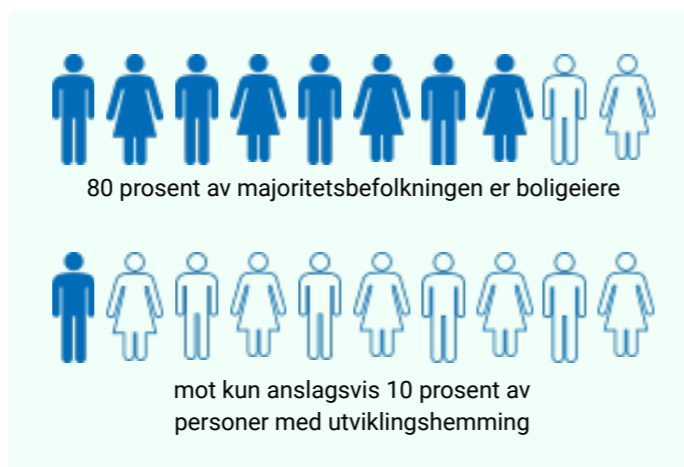 80 prosent av majoritetsbefolkningen er boligeiere
mot kun anslagsvis 10 prosent av
personer med utviklingshemming